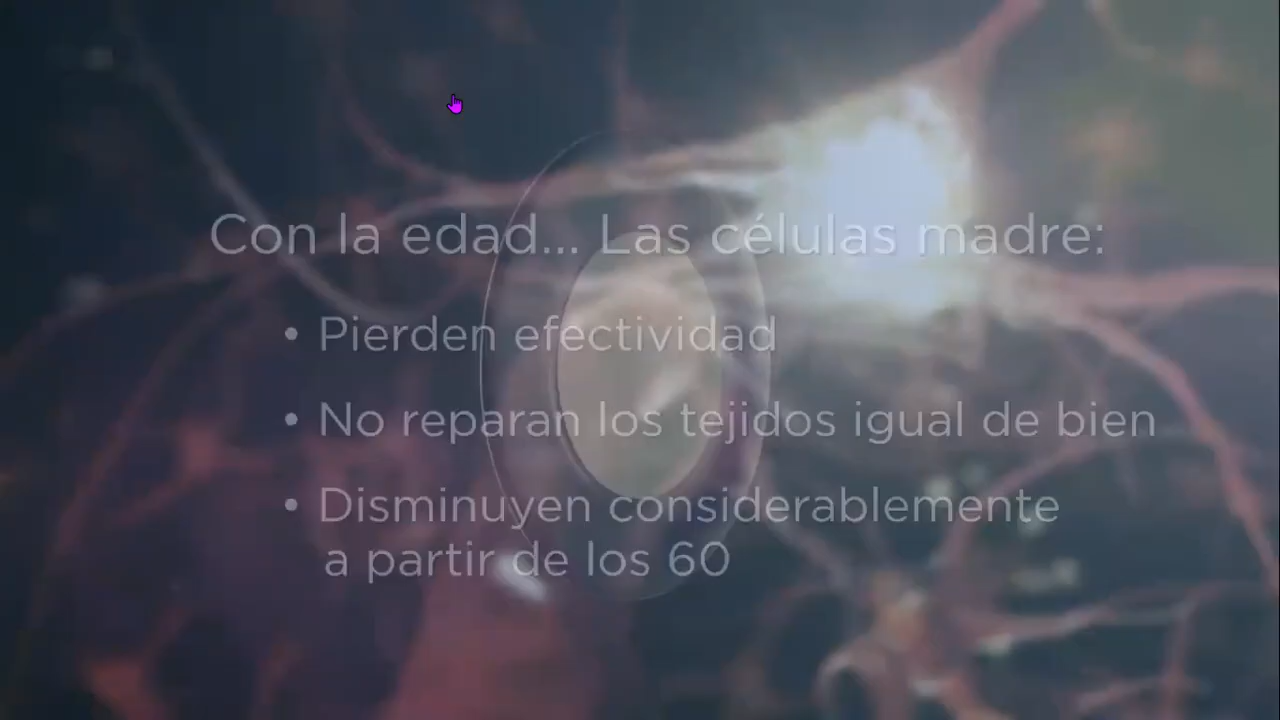 Con la edad... Las células madre:
• Pierden efectividad
• No reparan los tejidos igual de bien
• Disminuyen considerablemente
a partir de los 60